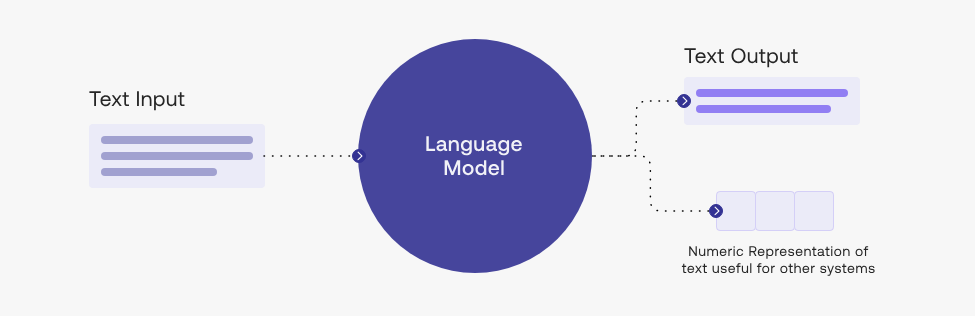 Text Input
Language
Model
Text Output
Numeric Representation of
text useful for other systems